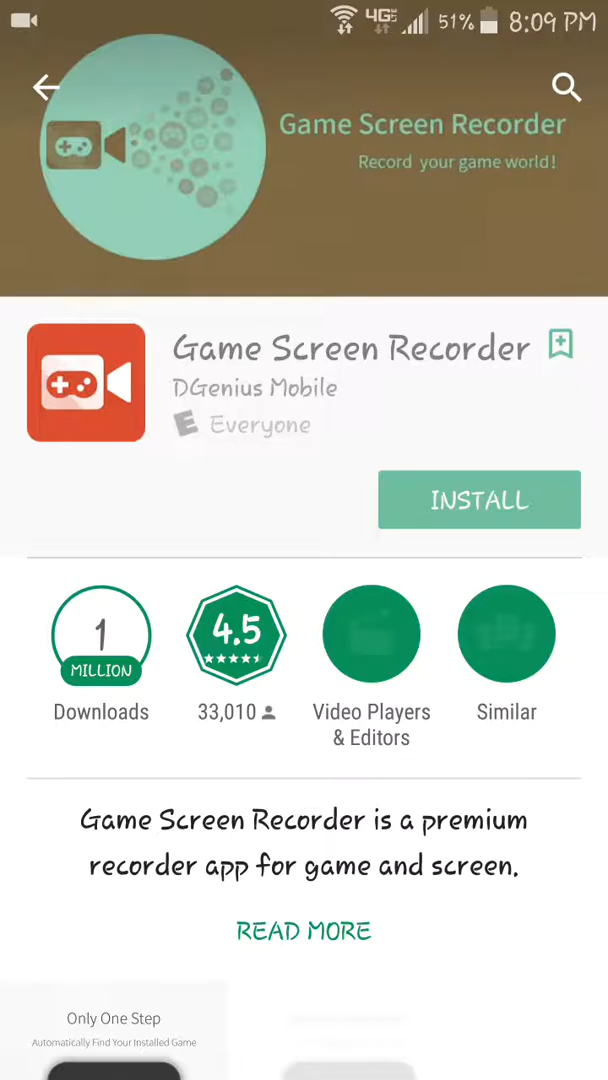 4G LTE 51% 8:09 PM
Game Screen Recorder
Record your game world!
Game Screen Recorder
DGenius Mobile
E Everyone
INSTALL
1
MILLION
4.5
Downloads
33,010
Video Players
& Editors
Similar
Game Screen Recorder is a premium
recorder app for game and screen.
READ MORE
Only One Step
Automatically Find Your Installed Game